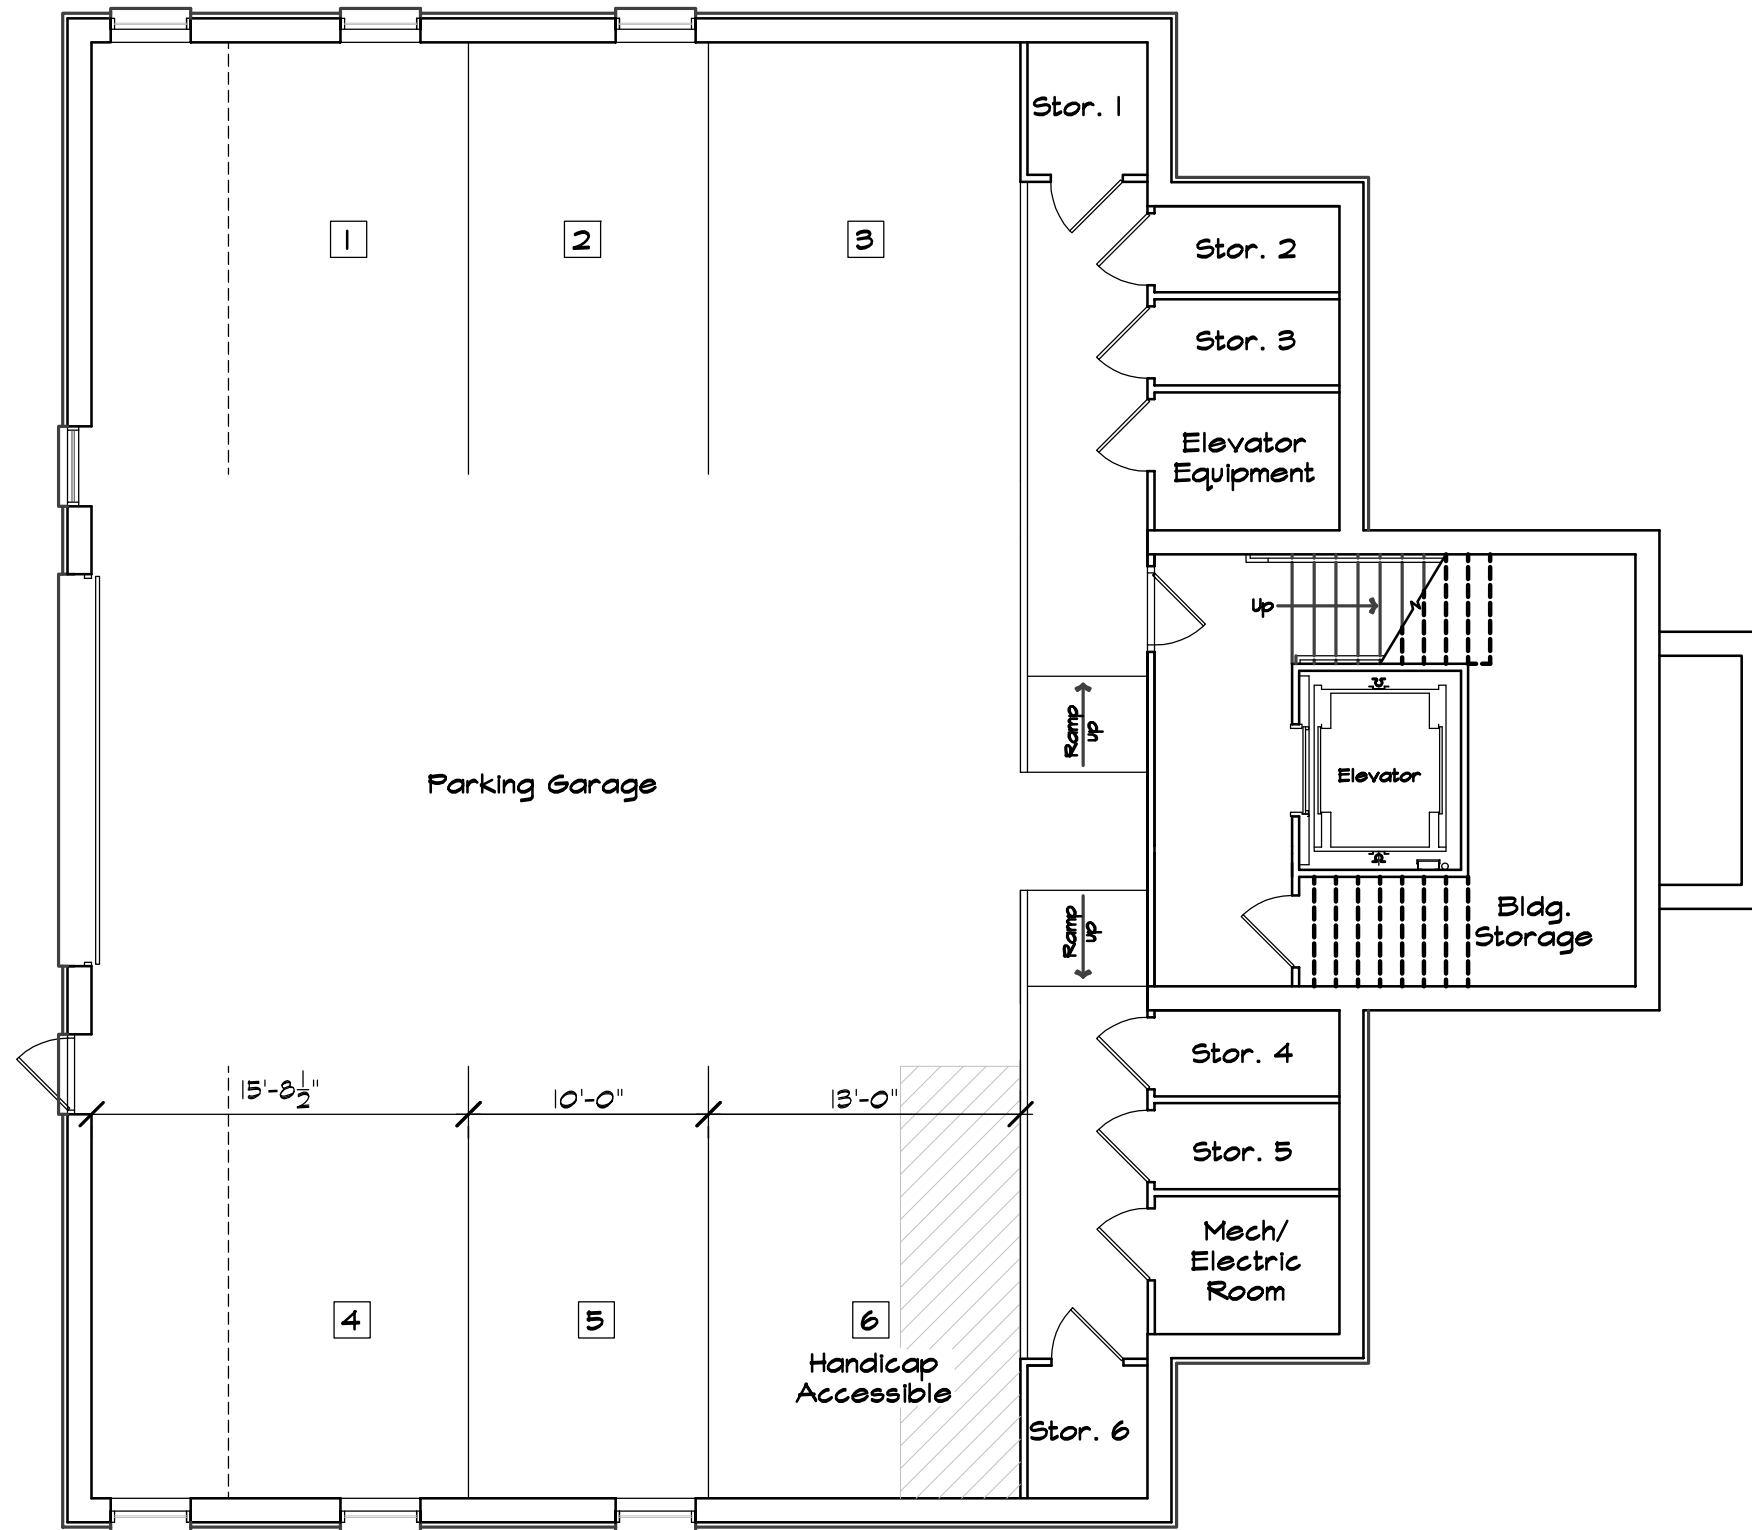 Stor. 1
1
2
3
Stor. 2
Stor. 3
Elevator
Equipment
Up
Ramp
up
Elevator
Parking Garage
Ramp
up
Bldg.
Storage
15'-8½"
10'-0"
13'-0"
Stor. 4
Stor. 5
Mech/
Electric
Room
4
5
6
Handicap
Accessible
Stor. 6